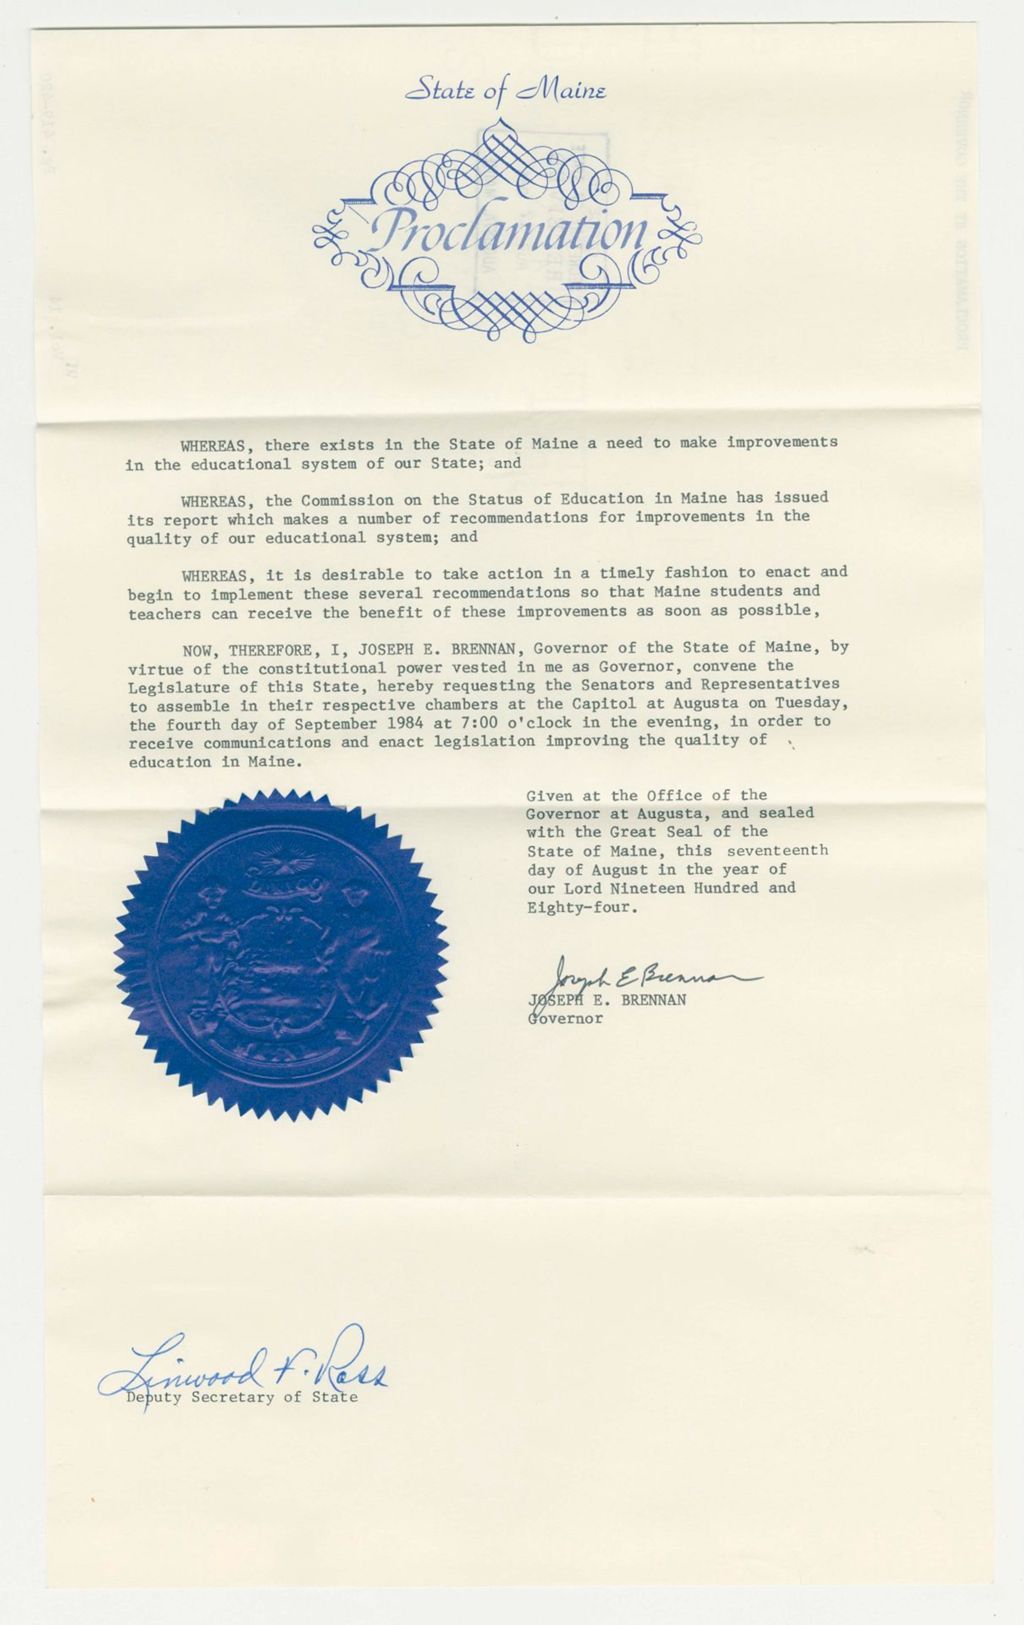 State of Maine
Proclamation
WHEREAS, there exists in the State of Maine a need to make improvements
in the educational system of our State; and
WHEREAS, the Commission on the Status of Education in Maine has issued
its report which makes a number of recommendations for improvements in the
quality of our educational system; and
WHEREAS, it is desirable to take action in a timely fashion to enact and
begin to implement these several recommendations so that Maine students and
teachers can receive the benefit of these improvements as soon as possible,
NOW, THEREFORE, I, JOSEPH E. BRENNAN, Governor of the State of Maine, by
virtue of the constitutional power vested in me as Governor, convene the
Legislature of this State, hereby requesting the Senators and Representatives
to assemble in their respective chambers at the Capitol at Augusta on Tuesday,
the fourth day of September 1984 at 7:00 o'clock in the evening, in order to
receive communications and enact legislation improving the quality of
education in Maine.
Given at the Office of the
Governor at Augusta, and sealed
with the Great Seal of the
State of Maine, this seventeenth
day of August in the year of
our Lord Nineteen Hundred and
Eighty-four.
Joseph E Brennan
JOSEPH E. BRENNAN
Governor
DIRIGO
Linwood F. Ross
Deputy Secretary of State